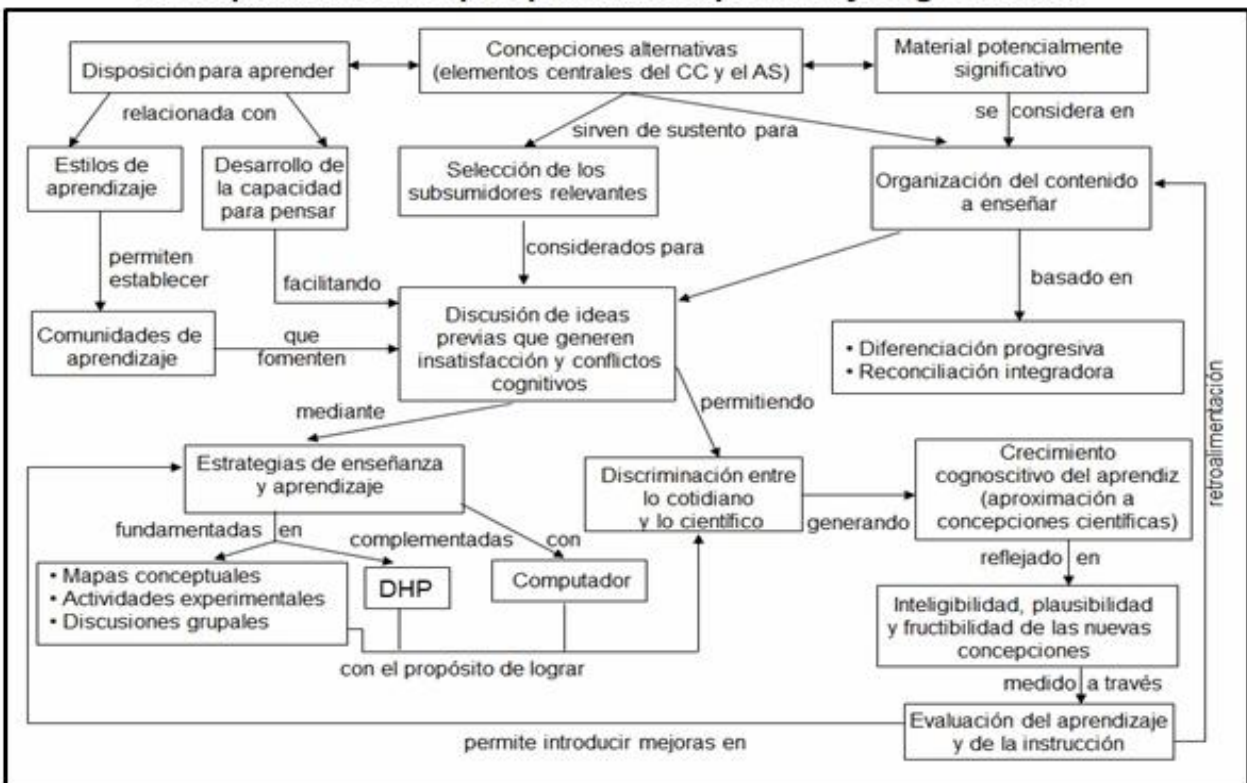 Disposición para aprender
Concepciones alternativas
(elementos centrales del CC y el AS)
Material potencialmente
significativo
relacionada con
sirven de sustento para
se considera en
Estilos de
aprendizaje
Desarrollo de
la capacidad
para pensar
Selección de los
subsumidores relevantes
Organización del contenido
a enseñar
permiten
establecer
facilitando
considerados para
basado en
Comunidades de
aprendizaje
que
fomenten
Discusión de ideas
previas que generen
insatisfacción y conflictos
cognitivos
• Diferenciación progresiva
• Reconciliación integradora
mediante
permitiendo
retroalimentación
Estrategias de enseñanza
y aprendizaje
Discriminación entre
lo cotidiano
y lo científico
generando
Crecimiento
cognoscitivo del aprendiz
(aproximación a
concepciones científicas)
fundamentadas en
complementadas con
reflejado en
• Mapas conceptuales
• Actividades experimentales
• Discusiones grupales
DHP
Computador
Inteligibilidad, plausibilidad
y fructibilidad de las nuevas
concepciones
con el propósito de lograr
medido a través
Evaluación del aprendizaje
y de la instrucción
permite introducir mejoras en